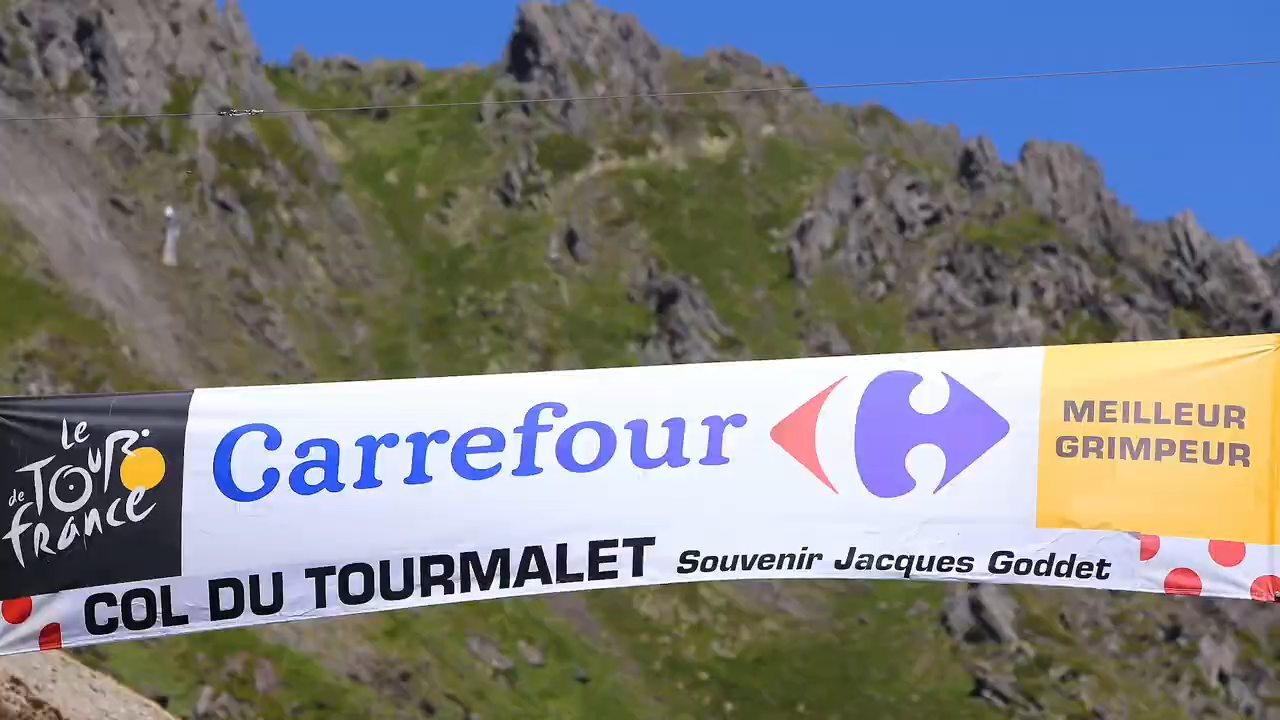 Le
TOUR
de
france
Carrefour
MEILLEUR
GRIMPEUR
COL DU TOURMALET
Souvenir Jacques Goddet